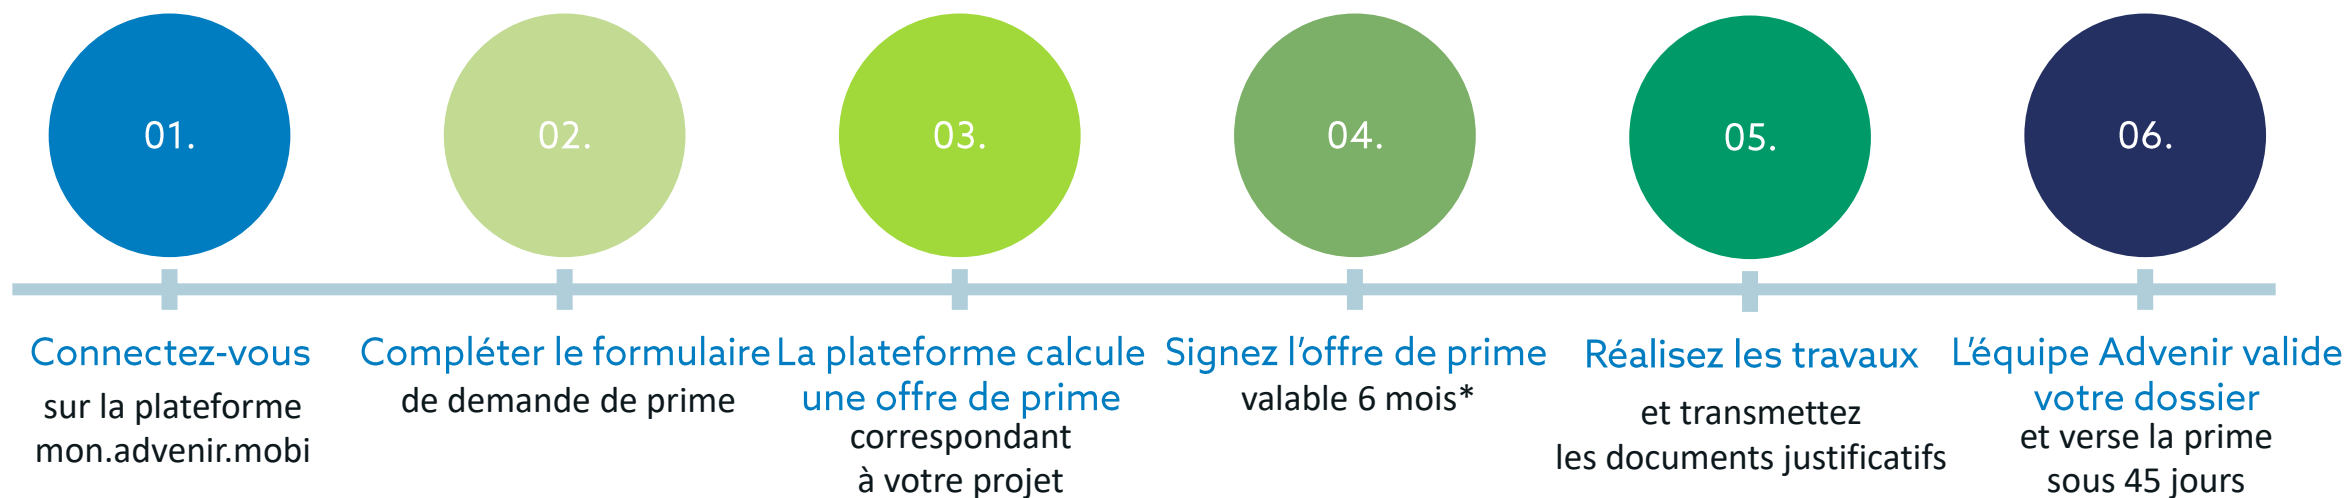 01.
Connectez-vous
sur la plateforme
mon.advenir.mobi
02.
Compléter le formulaire
de demande de prime
03.
La plateforme calcule
une offre de prime
correspondant
à votre projet
04.
Signez l’offre de prime
valable 6 mois*
05.
Réalisez les travaux
et transmettez
les documents justificatifs
06.
L’équipe Advenir valide
votre dossier
et verse la prime
sous 45 jours